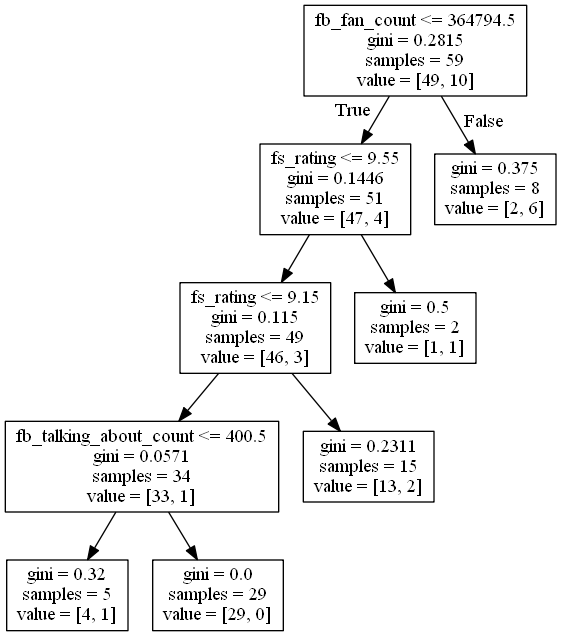 fb_fan_count <= 364794.5
gini = 0.2815
samples = 59
value = [49, 10]
True
False
fs_rating <= 9.55
gini = 0.1446
samples = 51
value = [47, 4]
gini = 0.375
samples = 8
value = [2, 6]
fs_rating <= 9.15
gini = 0.115
samples = 49
value = [46, 3]
gini = 0.5
samples = 2
value = [1, 1]
fb_talking_about_count <= 400.5
gini = 0.0571
samples = 34
value = [33, 1]
gini = 0.2311
samples = 15
value = [13, 2]
gini = 0.32
samples = 5
value = [4, 1]
gini = 0.0
samples = 29
value = [29, 0]